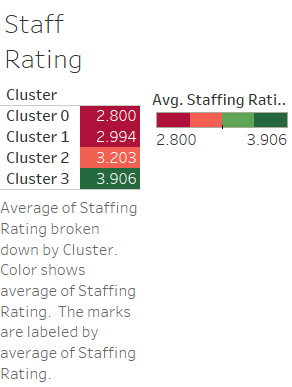 Staff
Rating
Cluster
Cluster 0 2.800
Cluster 1 2.994
Cluster 2 3.203
Cluster 3 3.906
Avg. Staffing Rati..
2.800 3.906
Average of Staffing
Rating broken
down by Cluster.
Color shows
average of Staffing
Rating. The marks
are labeled by
average of Staffing
Rating.